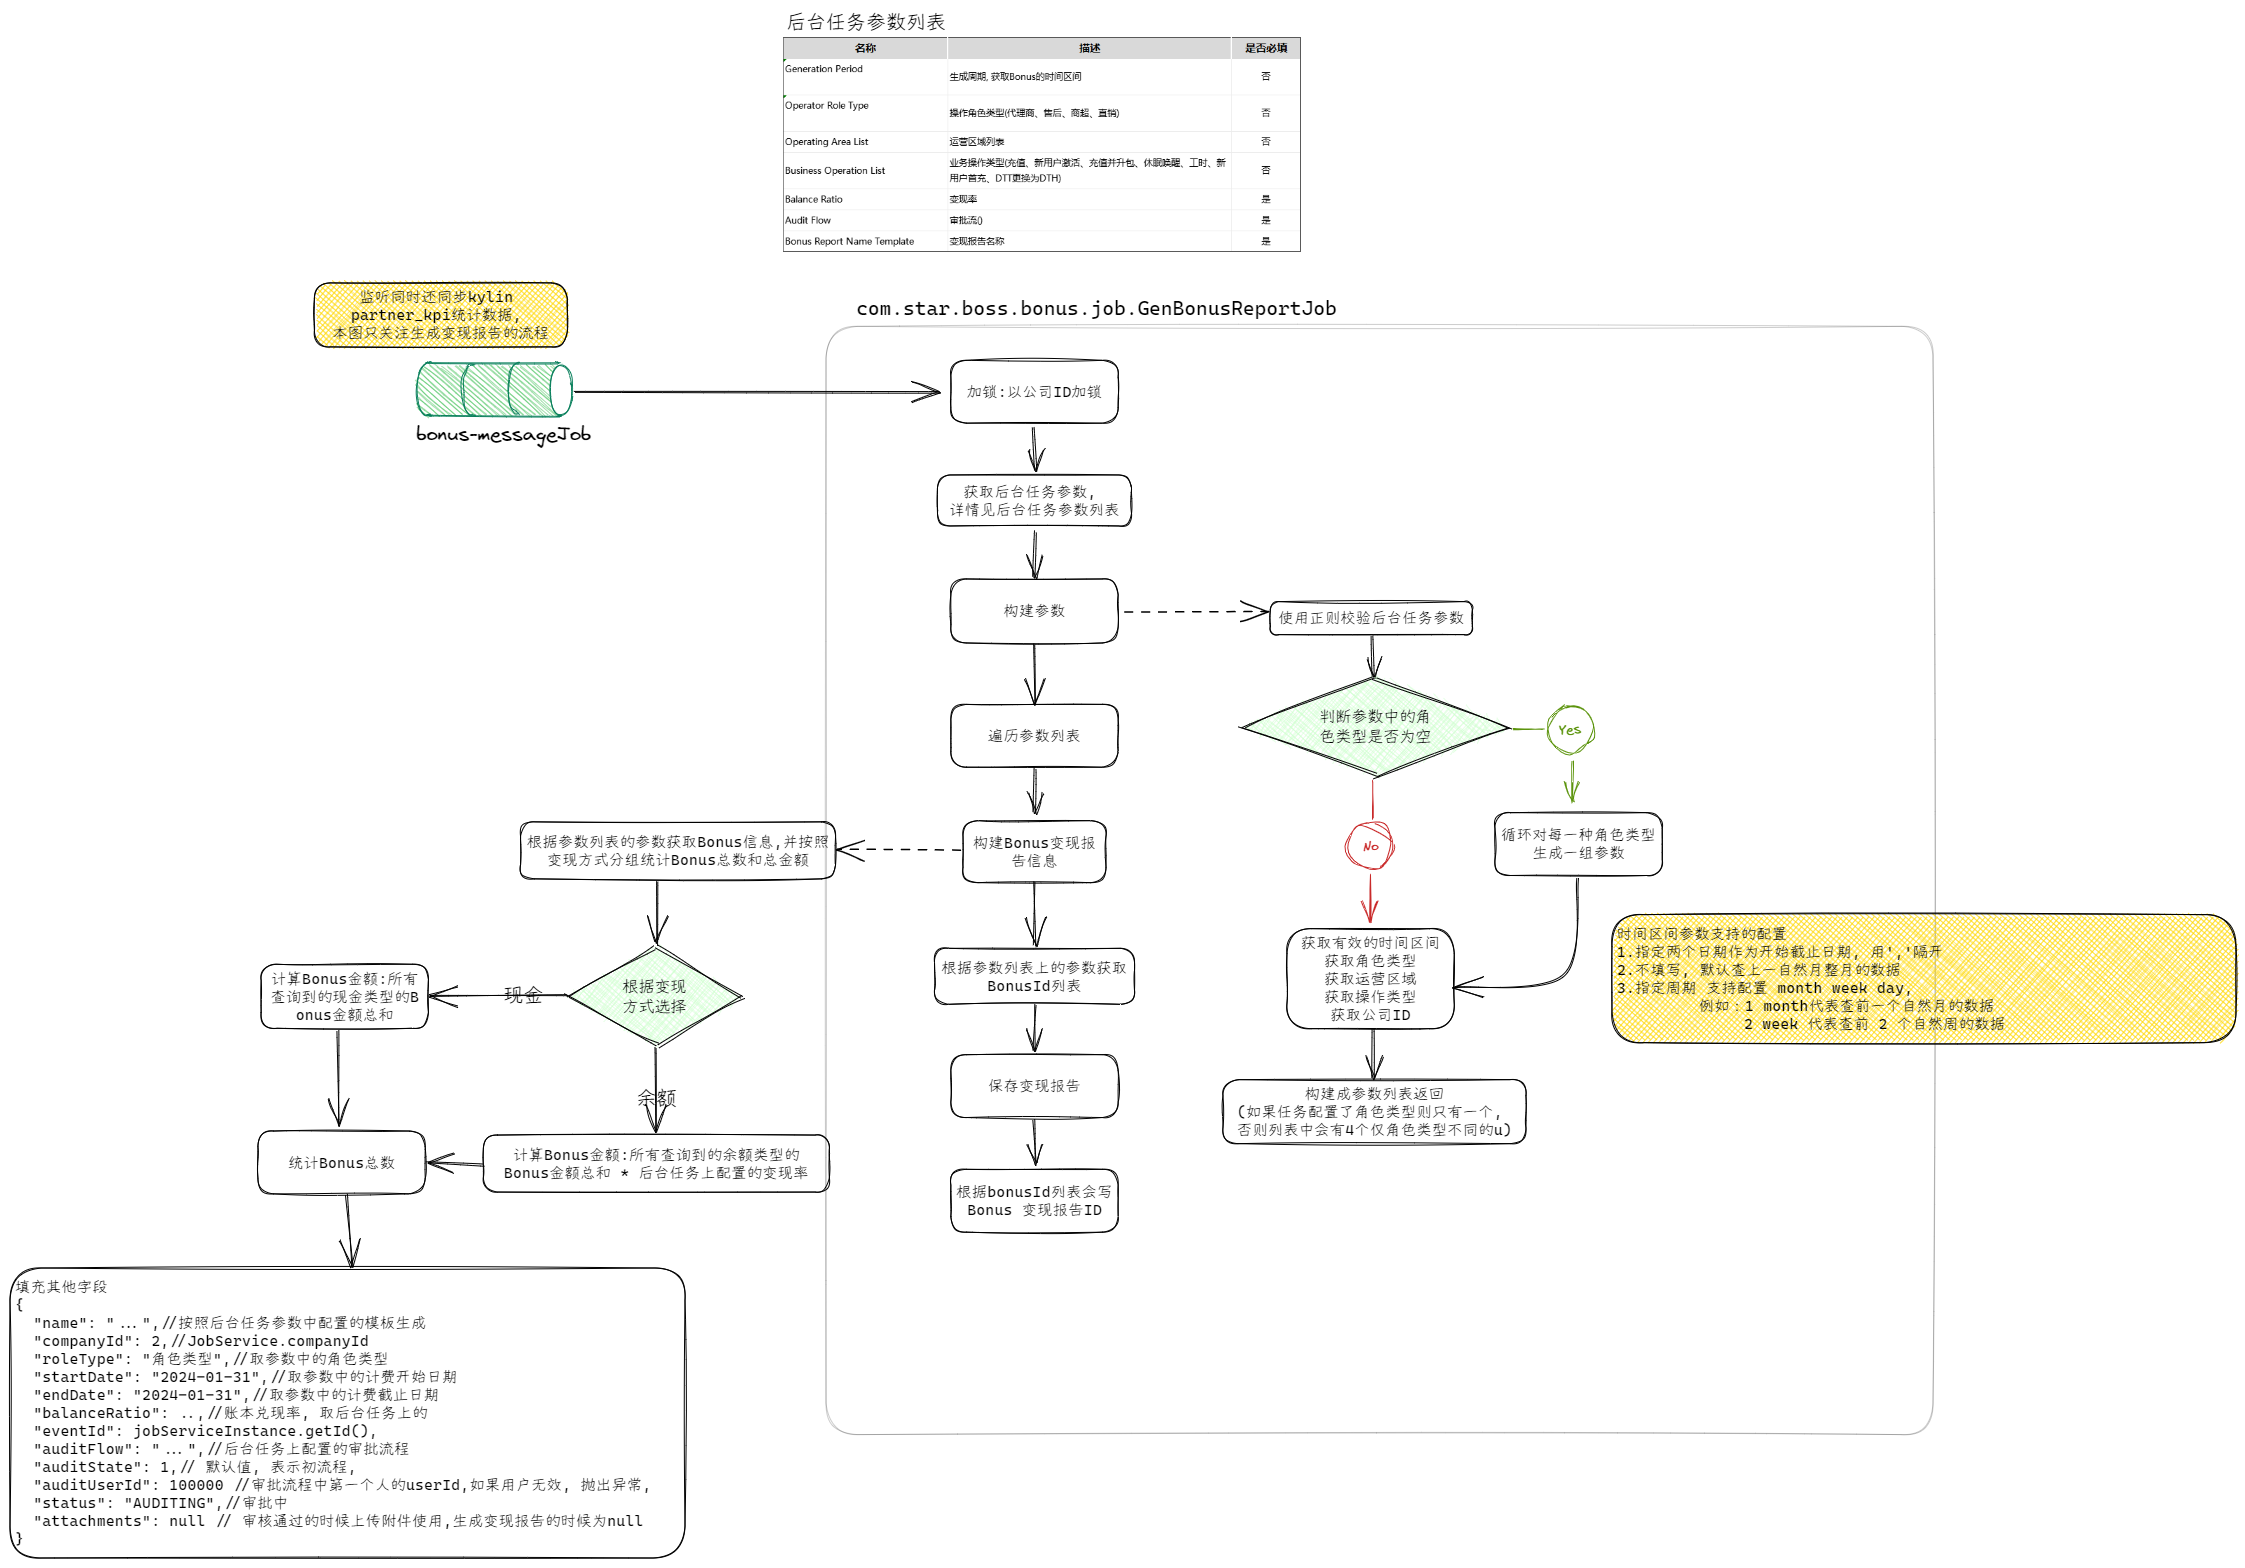 后台任务参数列表
名称 描述 是否必填
Generation Period 生成周期, 获取Bonus的时间区间 否
Operator Role Type 操作角色类型(代理商、售后、商超、直销) 否
Operating Area List 运营区域列表 否
Business Operation List 业务操作类型(充值、新用户激活、充值并升包、休眠唤醒、工时、新
用户首充、DTT更换为DTH) 否
Balance Ratio 变现率 是
Audit Flow 审批流() 是
Bonus Report Name Template 变现报告名称 是
监听同时还同步kylin
partner_kpi统计数据,
本图只关注生成变现报告的流程
bonus-messageJob
com.star.boss.bonus.job.GenBonusReportJob
加锁:以公司ID加锁
获取后台任务参数,
详情见后台任务参数列表
构建参数
使用正则校验后台任务参数
遍历参数列表
判断参数中的角
色类型是否为空
Yes
No
循环对每一种角色类型
生成一组参数
构建Bonus变现报
告信息
根据参数列表的参数获取Bonus信息,并按照
变现方式分组统计Bonus总数和总金额
获取有效的时间区间
获取角色类型
获取运营区域
获取操作类型
获取公司ID
时间区间参数支持的配置
1.指定两个日期作为开始截止日期, 用','隔开
2.不填写, 默认查上一自然月整月的数据
3.指定周期 支持配置 month week day,
例如：1 month代表查前一个自然月的数据
2 week 代表查前 2 个自然周的数据
根据参数列表上的参数获取
BonusId列表
根据变现
方式选择
现金
余额
计算Bonus金额:所有
查询到的现金类型的B
onus金额总和
保存变现报告
构建成参数列表返回
(如果任务配置了角色类型则只有一个,
否则列表中会有4个仅角色类型不同的u)
统计Bonus总数
计算Bonus金额:所有查询到的余额类型的
Bonus金额总和 * 后台任务上配置的变现率
根据bonusId列表会写
Bonus 变现报告ID
填充其他字段
{
"name": "...",//按照后台任务参数中配置的模板生成
"companyId": 2,//JobService.companyId
"roleType": "角色类型",//取参数中的角色类型
"startDate": "2024-01-31",//取参数中的计费开始日期
"endDate": "2024-01-31",//取参数中的计费截止日期
"balanceRatio": ..,//账本兑现率, 取后台任务上的
"eventId": jobServiceInstance.getId(),
"auditFlow": "...",//后台任务上配置的审批流程
"auditState": 1,// 默认值, 表示初流程,
"auditUserId": 100000 //审批流程中第一个人的userId,如果用户无效, 抛出异常,
"status": "AUDITING",//审批中
"attachments": null // 审核通过的时候上传附件使用,生成变现报告的时候为null
}